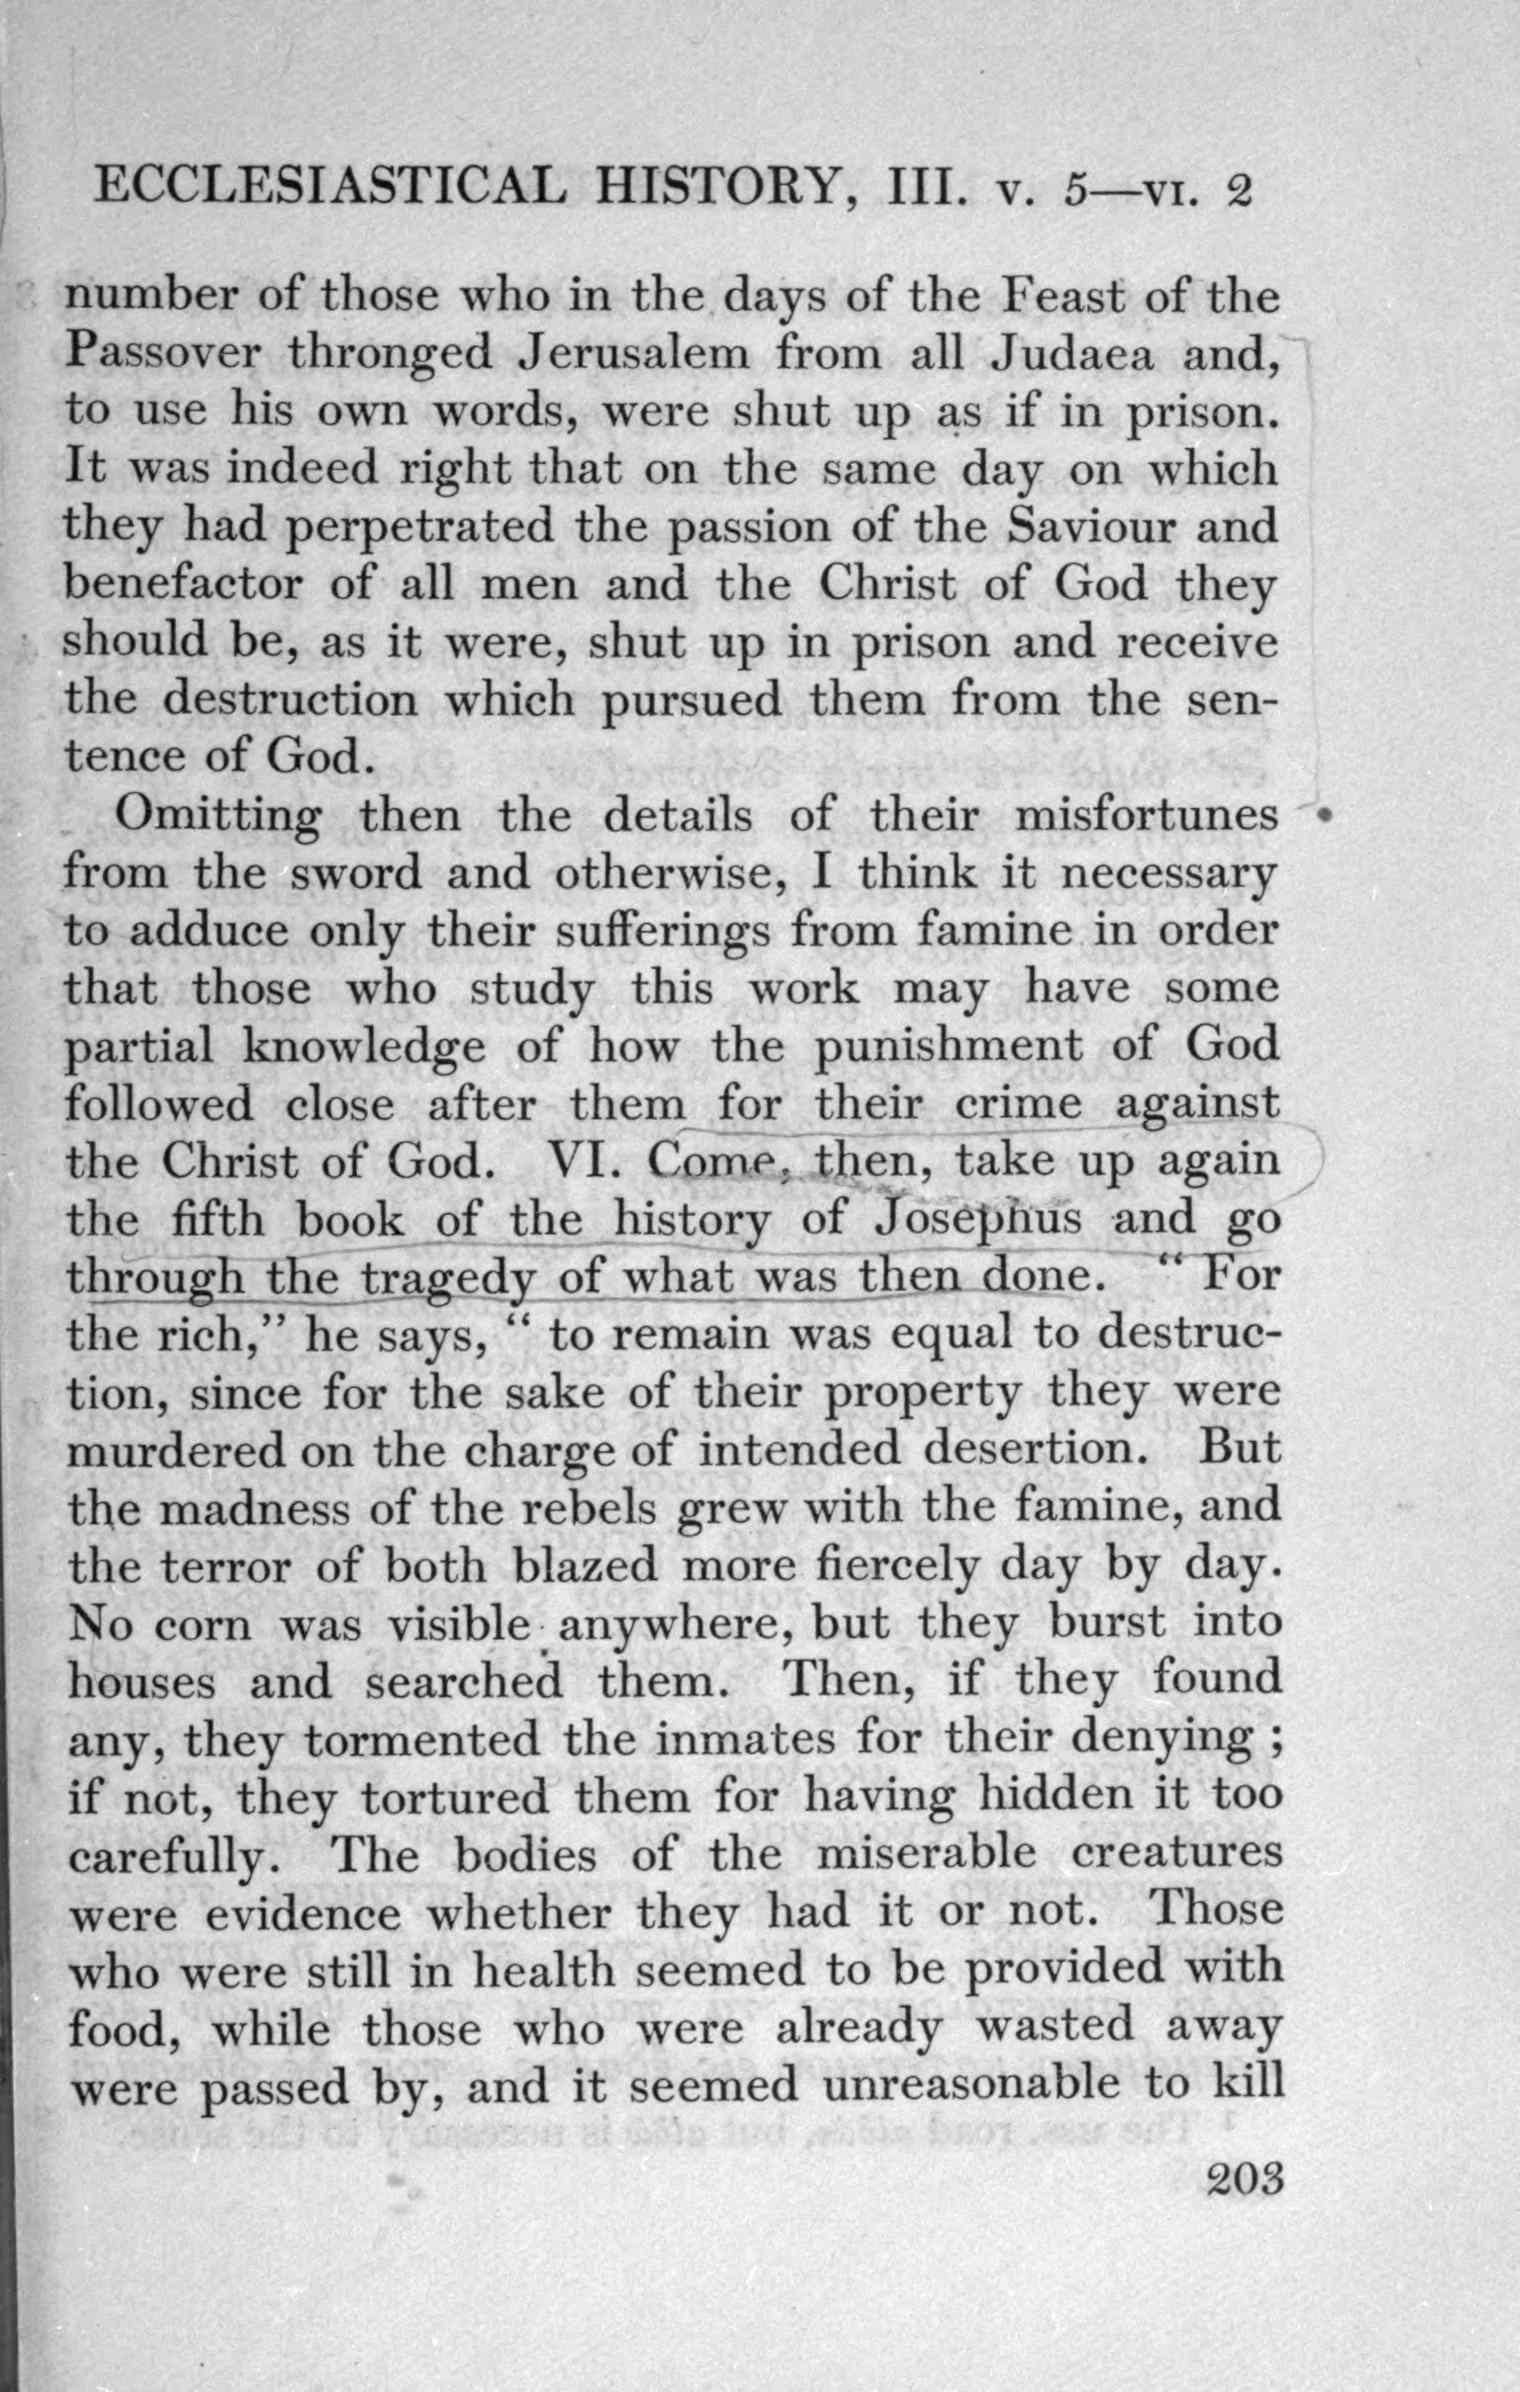 ECCLESIASTICAL HISTORY, III. v. 5—vi. 2
number of those who in the days of the Feast of the
Passover thronged Jerusalem from all Judaea and,
to use his own words, were shut up as if in prison.
It was indeed right that on the same day on which
they had perpetrated the passion of the Saviour and
benefactor of all men and the Christ of God they
should be, as it were, shut up in prison and receive
the destruction which pursued them from the sen-
tence of God.
Omitting then the details of their misfortunes
from the sword and otherwise, I think it necessary
to adduce only their sufferings from famine in order
that those who study this work may have some
partial knowledge of how the punishment of God
followed close after them for their crime against
the Christ of God. VI. Come, then, take up again
the fifth book of the history of Josephus and go
through the tragedy of what was then done. “ For
the rich,” he says, “ to remain was equal to destruc-
tion, since for the sake of their property they were
murdered on the charge of intended desertion. But
the madness of the rebels grew with the famine, and
the terror of both blazed more fiercely day by day.
No corn was visible anywhere, but they burst into
houses and searched them. Then, if they found
any, they tormented the inmates for their denying ;
if not, they tortured them for having hidden it too
carefully. The bodies of the miserable creatures
were evidence whether they had it or not. Those
who were still in health seemed to be provided with
food, while those who were already wasted away
were passed by, and it seemed unreasonable to kill
203